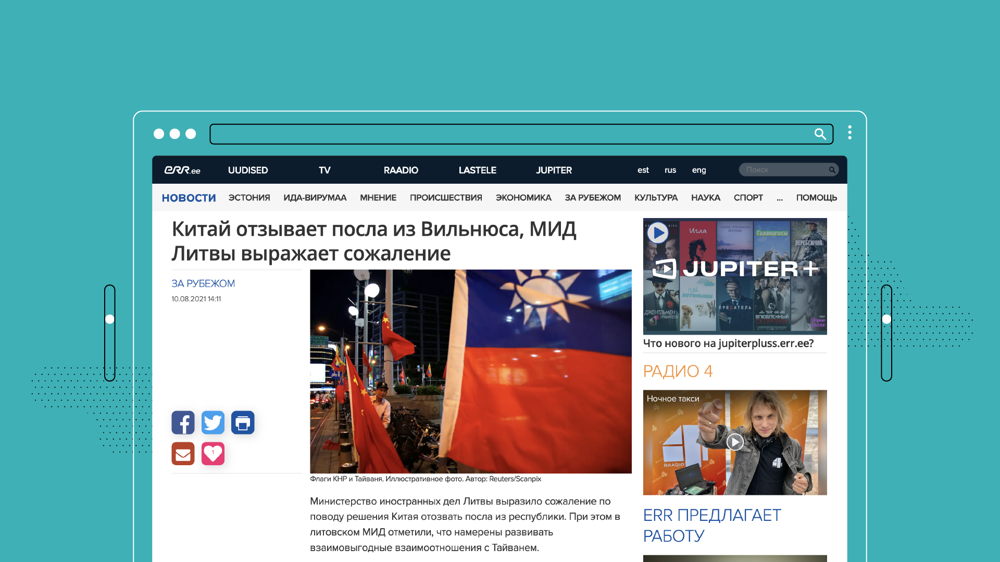 err.ee UUDISED TV RAADIO LASTELE JUPITER est rus eng Поиск
НОВОСТИ ЭСТОНИЯ ИДА-ВИРУМАА МНЕНИЕ ПРОИСШЕСТВИЯ ЭКОНОМИКА ЗА РУБЕЖОМ КУЛЬТУРА НАУКА СПОРТ ... ПОМОЩЬ
Китай отзывает посла из Вильнюса, МИД
Литвы выражает сожаление
ЗА РУБЕЖОМ
10.08.2021 14:11
1
Флаги КНР и Тайваня. Иллюстративное фото. Автор: Reuters/Scanpix
Министерство иностранных дел Литвы выразило сожаление по
поводу решения Китая отозвать посла из республики. При этом в
литовском МИД отметили, что намерены развивать
взаимовыгодные взаимоотношения с Тайванем.
Игла
Галапагосы
ПЕРЕБЕЖЧИК
JUPITER+
ДЖЕНТЛЬМЕН
ГРАБИТЕЛЬ
летеныши
ПРЕДАТЕЛЬ
ВЛЮБЛЕННЫЙ
СКОРПИОН
Что нового на jupiterpluss.err.ee?
РАДИО 4
Ночное такси
RAADIO
4
ERR ПРЕДЛАГАЕТ
РАБОТУ